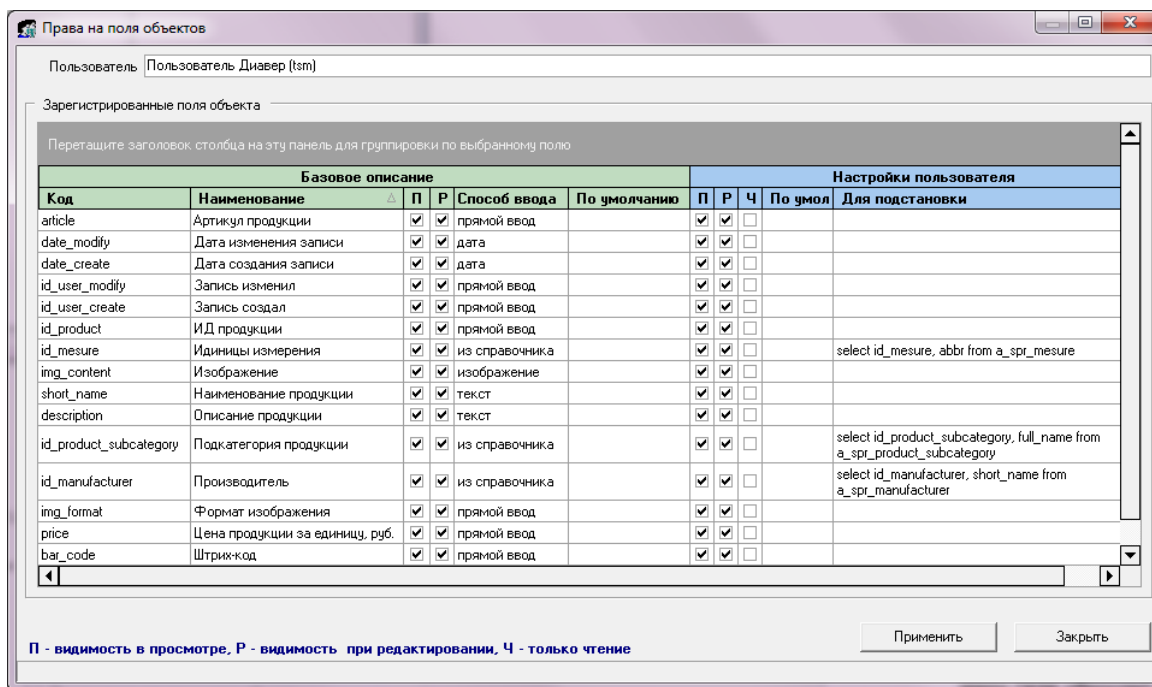 Права на поля объектов
Пользователь Пользователь Диавер (tsm)
Зарегистрированные поля объекта
Перетащите заголовок столбца на эту панель для группировки по выбранному полю
Базовое описание Настройки пользователя
Код Наименование П Р Способ ввода По умолчанию П Р Ч По умол Для подстановки
article Артикул продукции прямой ввод
date_modify Дата изменения записи дата
date_create Дата создания записи дата
id_user_modify Запись изменил прямой ввод
id_user_create Запись создал прямой ввод
id_product ИД продукции прямой ввод
id_mesure Идиницы измерения из справочника select id_mesure, abbr from a_spr_mesure
img_content Изображение изображение
short_name Наименование продукции текст
description Описание продукции текст
id_product_subcategory Подкатегория продукции из справочника select id_product_subcategory, full_name from
a_spr_product_subcategory
id_manufacturer Производитель из справочника select id_manufacturer, short_name from
a_spr_manufacturer
img_format Формат изображения прямой ввод
price Цена продукции за единицу, руб. прямой ввод
bar_code Штрих-код прямой ввод
Применить Закрыть
П - видимость в просмотре, Р - видимость при редактировании, Ч - только чтение